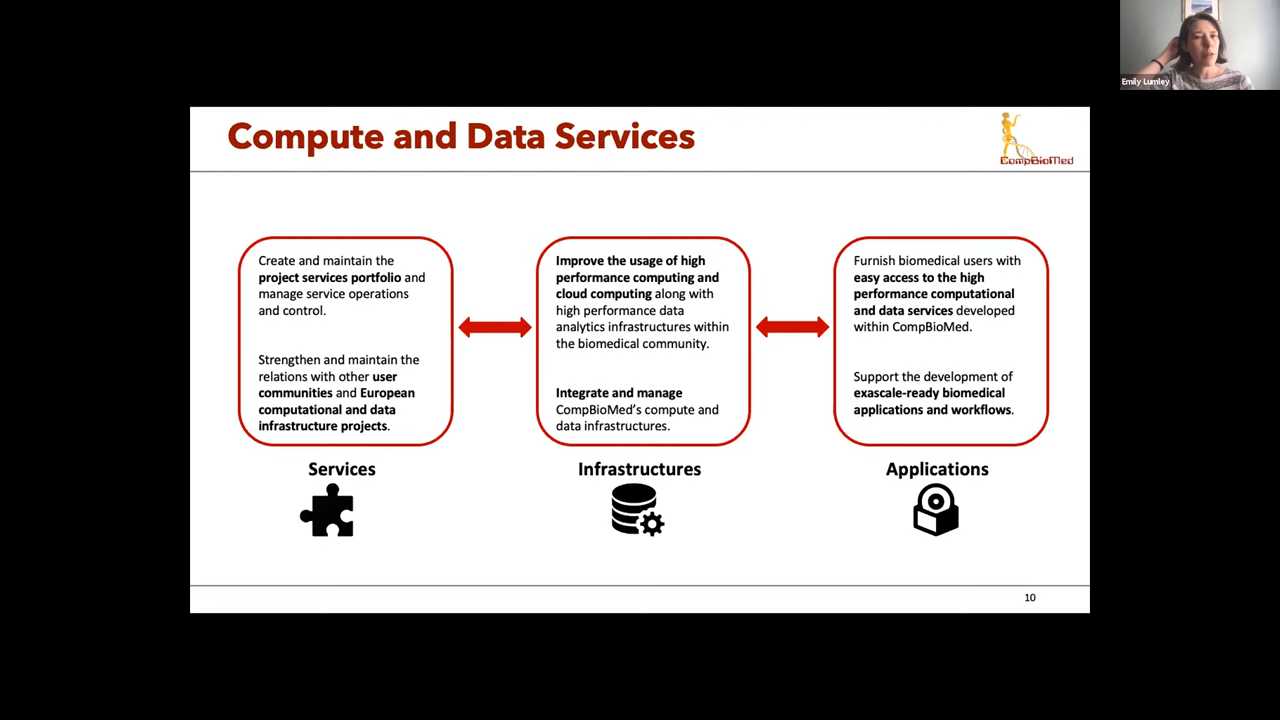 Emily Lumley
Compute and Data Services
CompBioMed
Create and maintain the
project services portfolio and
manage service operations
and control.
Strengthen and maintain the
relations with other user
communities and European
computational and data
infrastructure projects.
Services
Improve the usage of high
performance computing and
cloud computing along with
high performance data
analytics infrastructures within
the biomedical community.
Integrate and manage
CompBioMed's compute and
data infrastructures.
Infrastructures
Furnish biomedical users with
easy access to the high
performance computational
and data services developed
within CompBioMed.
Support the development of
exascale-ready biomedical
applications and workflows.
Applications
10